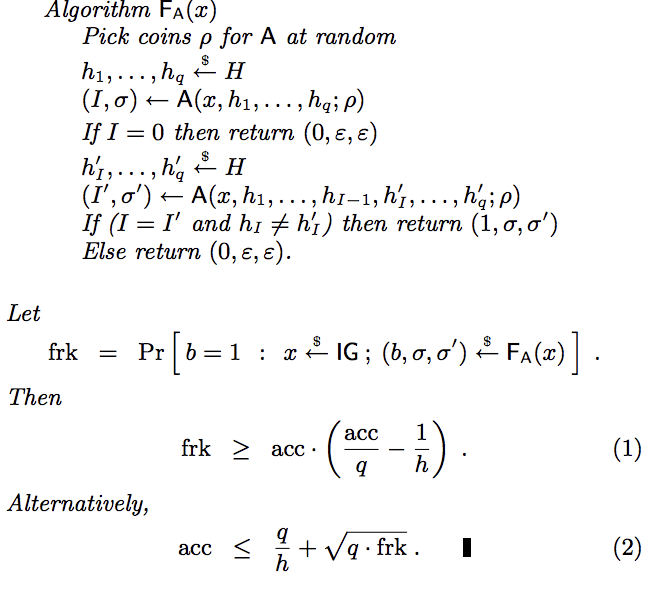 Algorithm F_A(x)
Pick coins ρ for A at random
h_1, . . . , h_q ←$ H
(I, σ) ← A(x, h_1, . . . , h_q; ρ)
If I = 0 then return (0, ε, ε)
h′_I, . . . , h′_q ←$ H
(I′, σ′) ← A(x, h_1, . . . , h_{I−1}, h′_I, . . . , h′_q; ρ)
If (I = I′ and h_I ≠ h′_I) then return (1, σ, σ′)
Else return (0, ε, ε).
Let
frk = Pr [ b = 1 : x ←$ IG ; (b, σ, σ′) ←$ F_A(x) ] .
Then
frk ≥ acc · ( acc/q − 1/h ) . (1)
Alternatively,
acc ≤ q/h + √(q · frk) . ▮ (2)